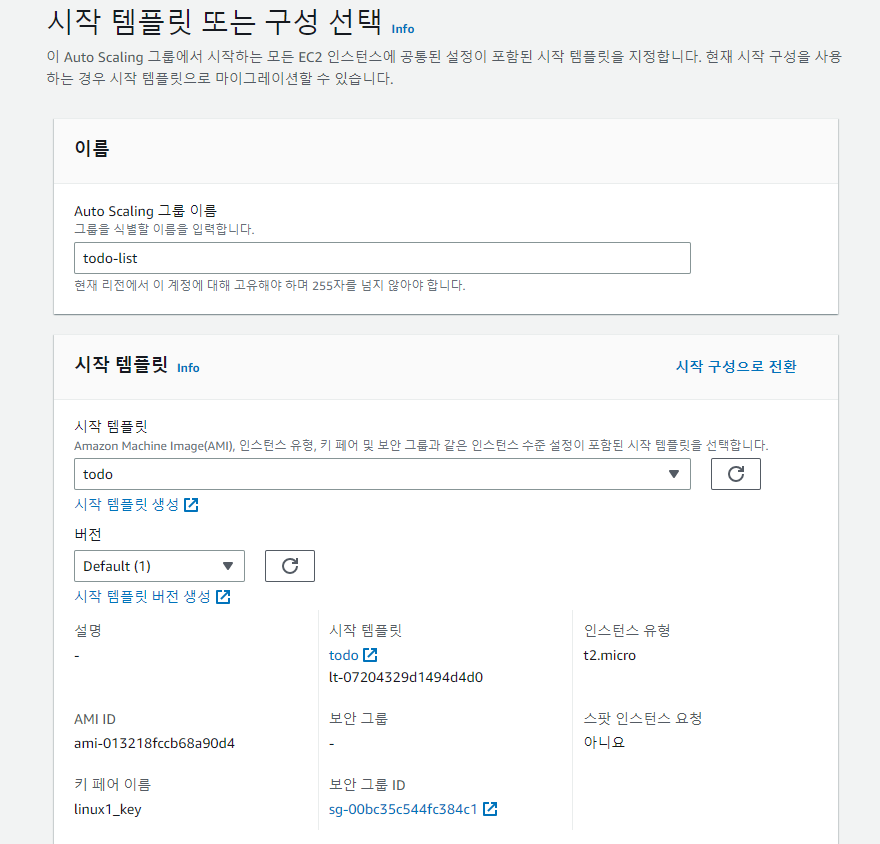 시작 템플릿 또는 구성 선택 Info
이 Auto Scaling 그룹에서 시작하는 모든 EC2 인스턴스에 공통된 설정이 포함된 시작 템플릿을 지정합니다. 현재 시작 구성을 사용
하는 경우 시작 템플릿으로 마이그레이션할 수 있습니다.
이름
Auto Scaling 그룹 이름
그룹을 식별할 이름을 입력합니다.
todo-list
현재 리전에서 이 계정에 대해 고유해야 하며 255자를 넘지 않아야 합니다.
시작 템플릿 Info
시작 구성으로 전환
시작 템플릿
Amazon Machine Image(AMI), 인스턴스 유형, 키 페어 및 보안 그룹과 같은 인스턴스 수준 설정이 포함된 시작 템플릿을 선택합니다.
todo
시작 템플릿 생성
버전
Default (1)
시작 템플릿 버전 생성
설명
-
시작 템플릿
todo
lt-07204329d1494d4d0
인스턴스 유형
t2.micro
AMI ID
ami-013218fccb68a90d4
보안 그룹
-
스팟 인스턴스 요청
아니요
키 페어 이름
linux1_key
보안 그룹 ID
sg-00bc35c544fc384c1